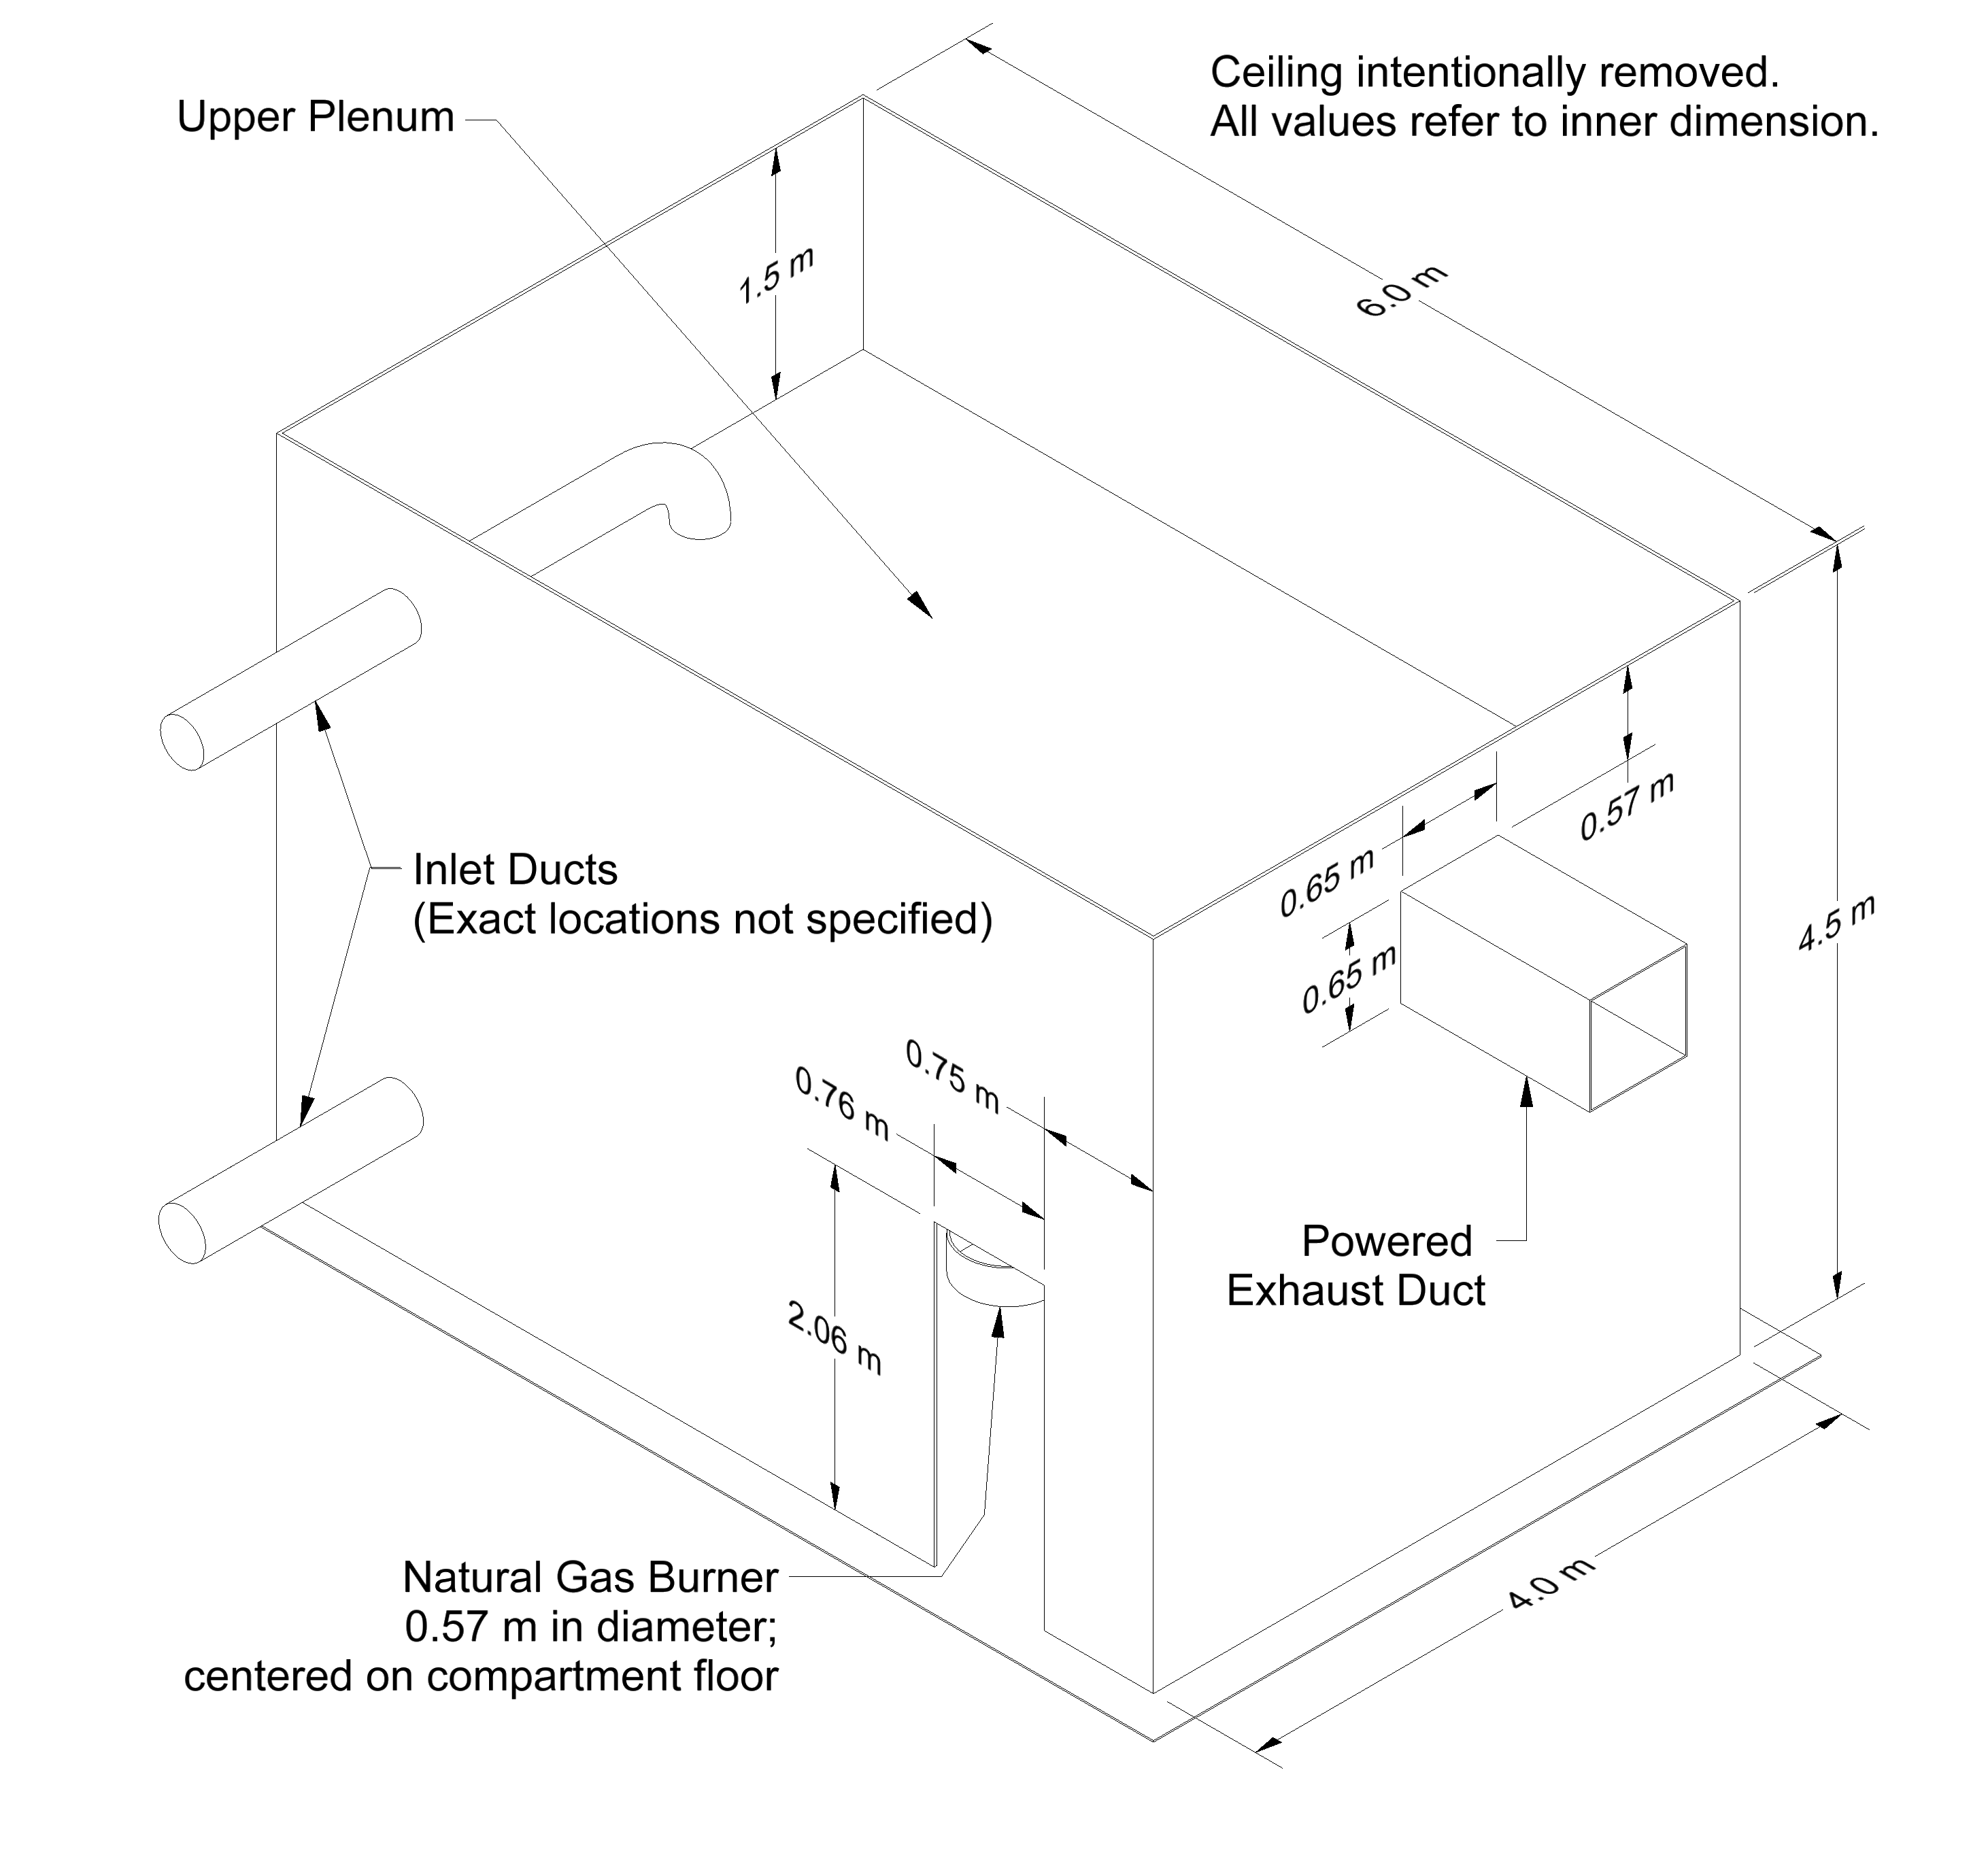 Ceiling intentionally removed.
All values refer to inner dimension.
Upper Plenum
1.5 m
6.0 m
0.57 m
0.65 m
0.65 m
4.5 m
Inlet Ducts
(Exact locations not specified)
0.75 m
0.76 m
2.06 m
Powered
Exhaust Duct
Natural Gas Burner
0.57 m in diameter;
centered on compartment floor
4.0 m